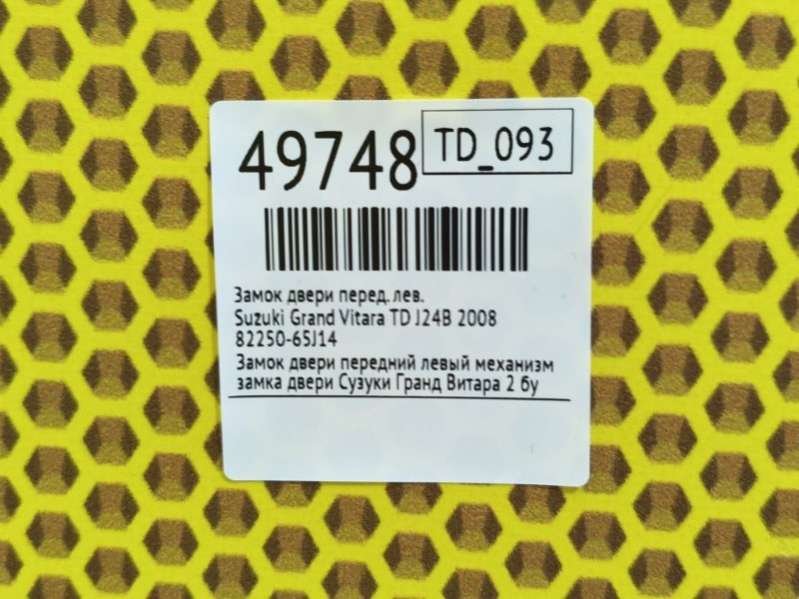 49748
TD_093
Замок двери перед. лев.
Suzuki Grand Vitara TD J24B 2008
82250-65J14
Замок двери передний левый механизм
замка двери Сузуки Гранд Витара 2 бу